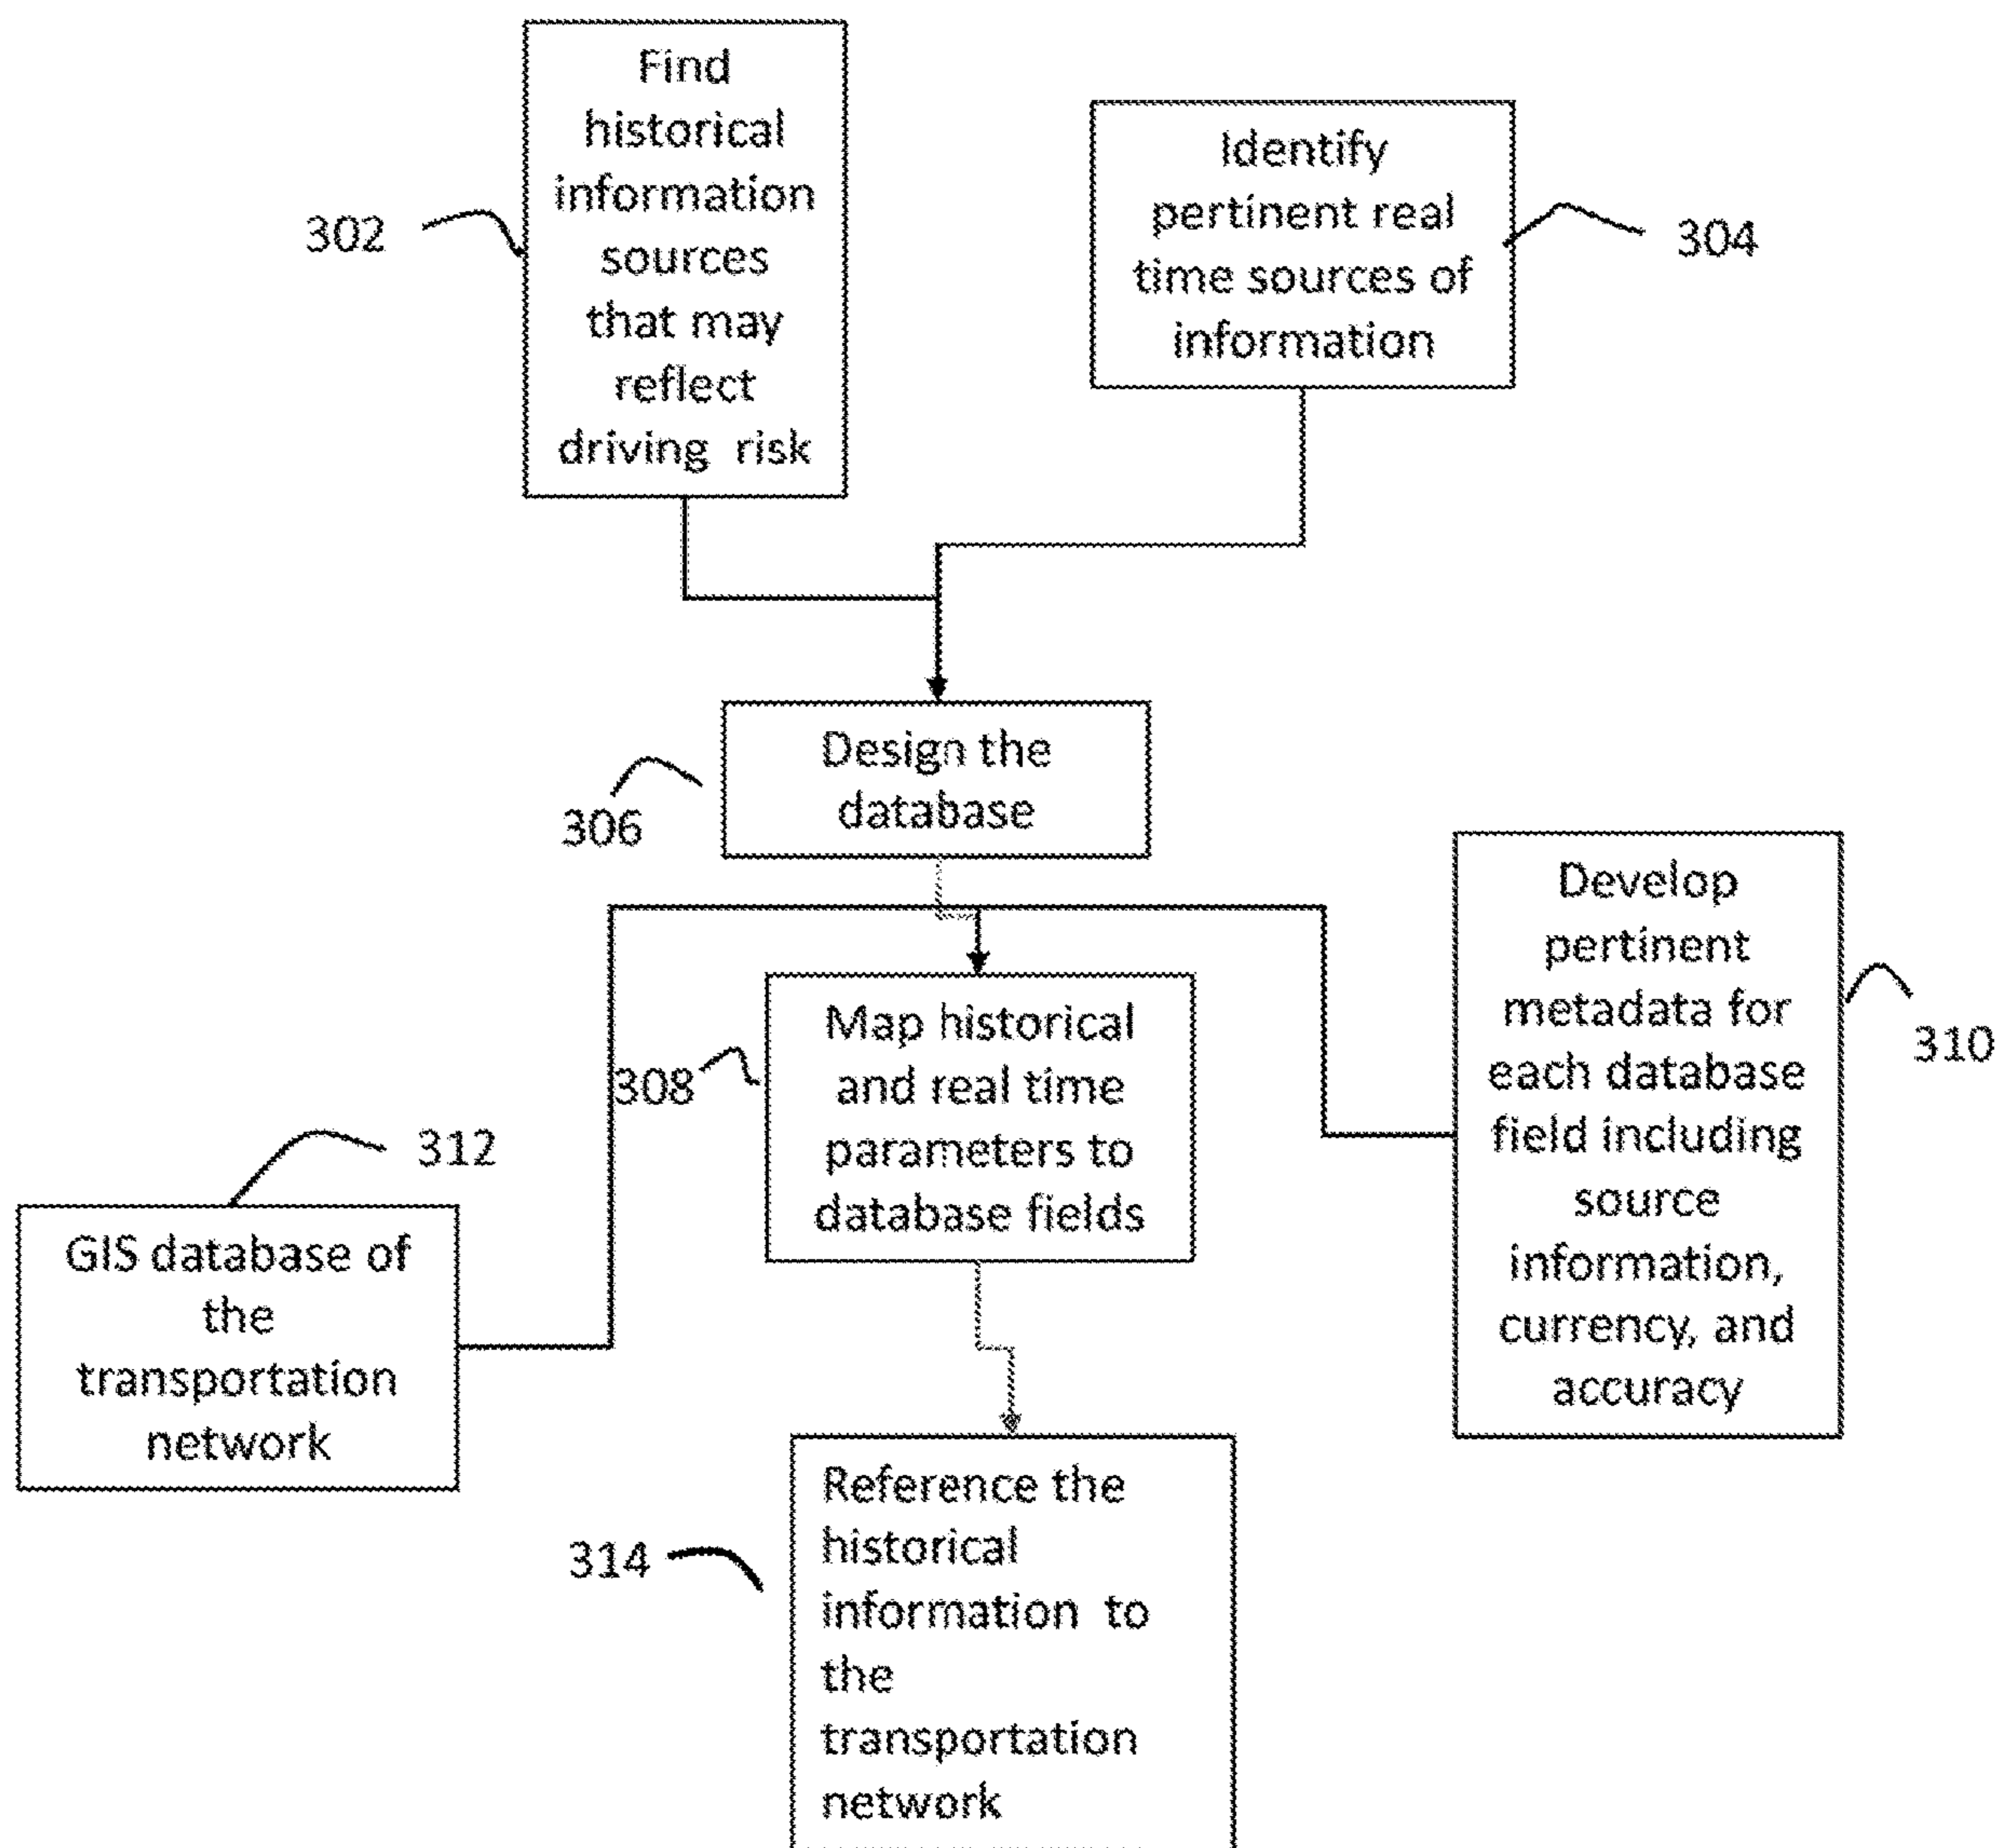 Find
historical
information
sources
that may
reflect
driving risk
302
Identify
pertinent real
time sources of
information
304
Design the
database
306
Develop
pertinent
metadata for
each database
field including
source
information,
currency, and
accuracy
310
Map historical
and real time
parameters to
database fields
308
312
GIS database of
the
transportation
network
314
Reference the
historical
information to
the
transportation
network